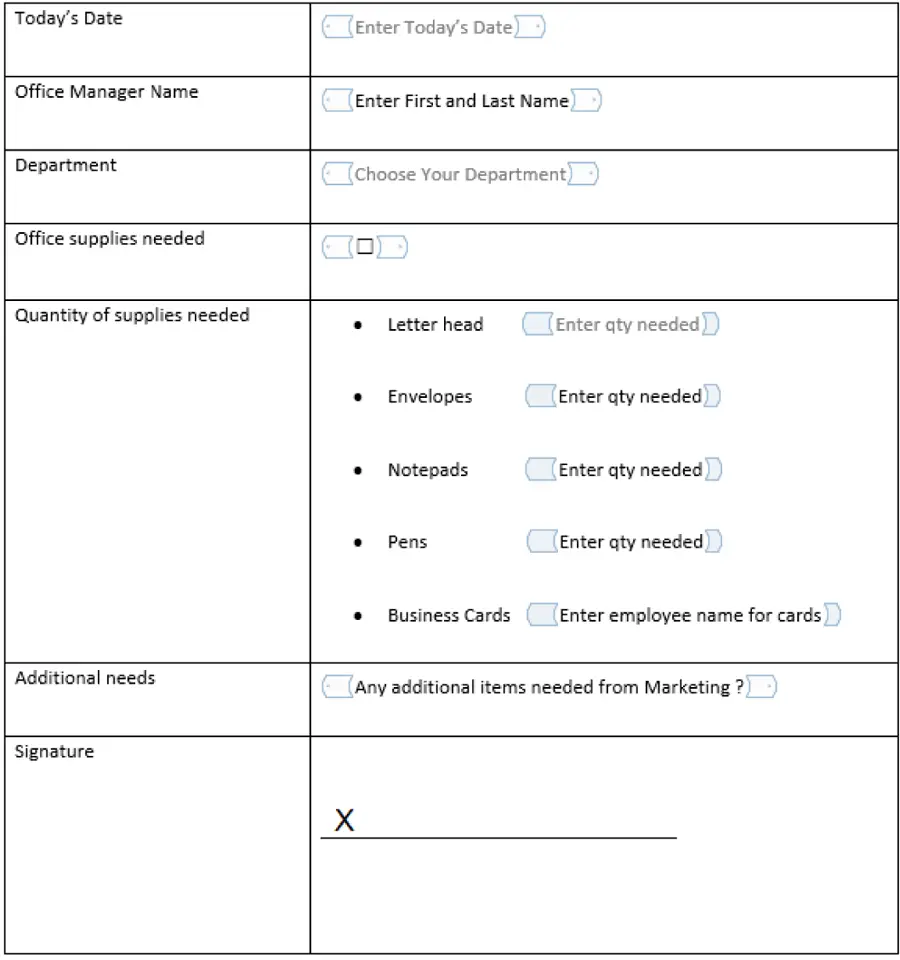 Today’s Date
Enter Today’s Date
Office Manager Name
Enter First and Last Name
Department
Choose Your Department
Office supplies needed
☐
Quantity of supplies needed
• Letter head Enter qty needed
• Envelopes Enter qty needed
• Notepads Enter qty needed
• Pens Enter qty needed
• Business Cards Enter employee name for cards
Additional needs
Any additional items needed from Marketing ?
Signature
X